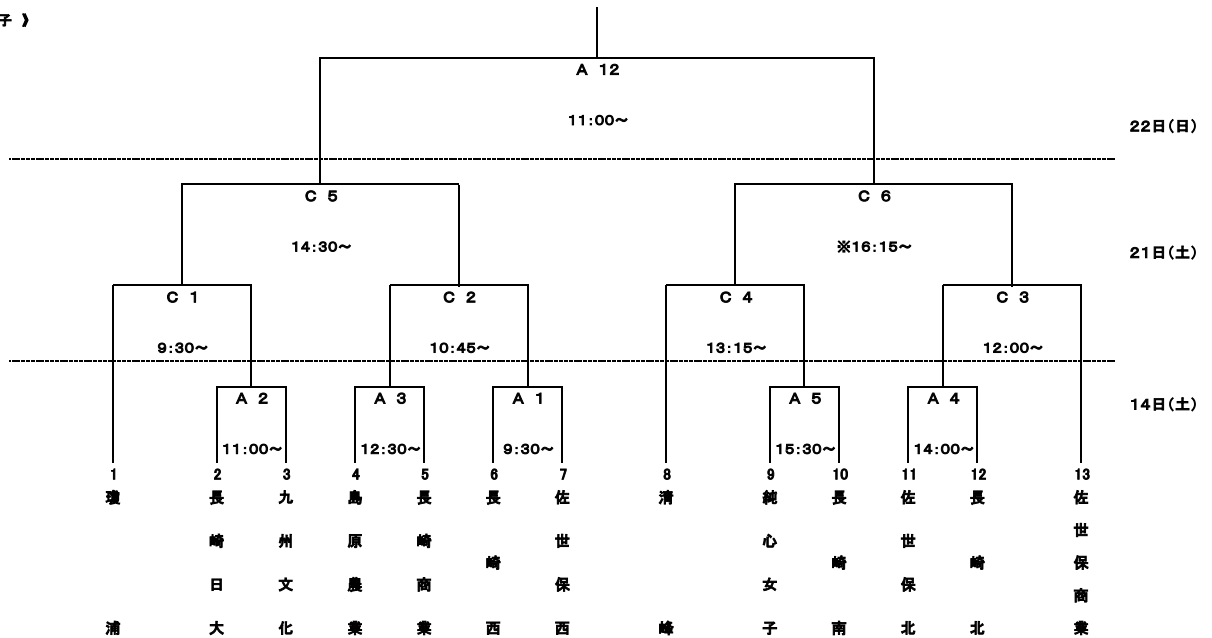 子 》
A 12
11:00～
22日(日)
C 5
C 6
14:30～
※16:15～
21日(土)
C 1
C 2
C 4
C 3
9:30～
10:45～
13:15～
12:00～
A 2
A 3
A 1
A 5
A 4
14日(土)
11:00～
12:30～
9:30～
15:30～
14:00～
1
2
3
4
5
6
7
8
9
10
11
12
13
瓊浦
長崎日大
九州文化
島原農業
長崎商業
長崎西
佐世保西
清峰
純心女子
長崎南
佐世保北
長崎北
佐世保商業